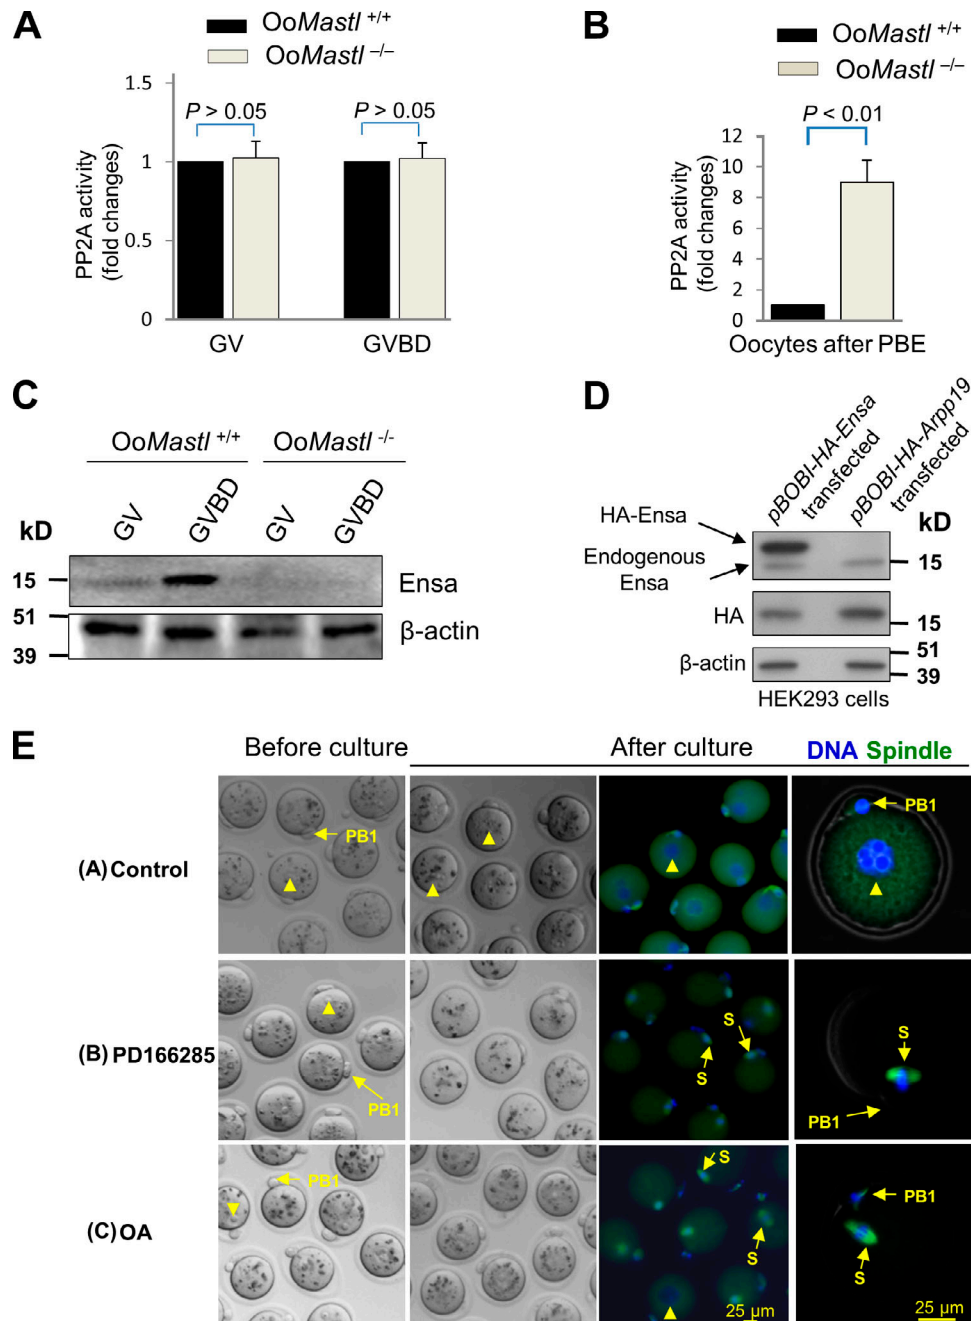 A
OoMastl +/+
OoMastl –/–
PP2A activity
(fold changes)
1.5
1
0.5
0
P > 0.05
P > 0.05
GV
GVBD
B
OoMastl +/+
OoMastl –/–
PP2A activity
(fold changes)
P < 0.01
12
10
8
6
4
2
0
Oocytes after PBE
C
OoMastl +/+
OoMastl -/-
GV
GVBD
GV
GVBD
kD
15
51
39
Ensa
β-actin
D
pBOBI-HA-Ensa
transfected
pBOBI-HA-Arpp19
transfected
kD
HA-Ensa
Endogenous
Ensa
15
HA
15
β-actin
51
39
HEK293 cells
E
Before culture
After culture
DNA Spindle
(A) Control
PB1
PB1
(B) PD166285
PB1
S
S
S
PB1
(C) OA
PB1
S
S
25 µm
PB1
S
25 µm